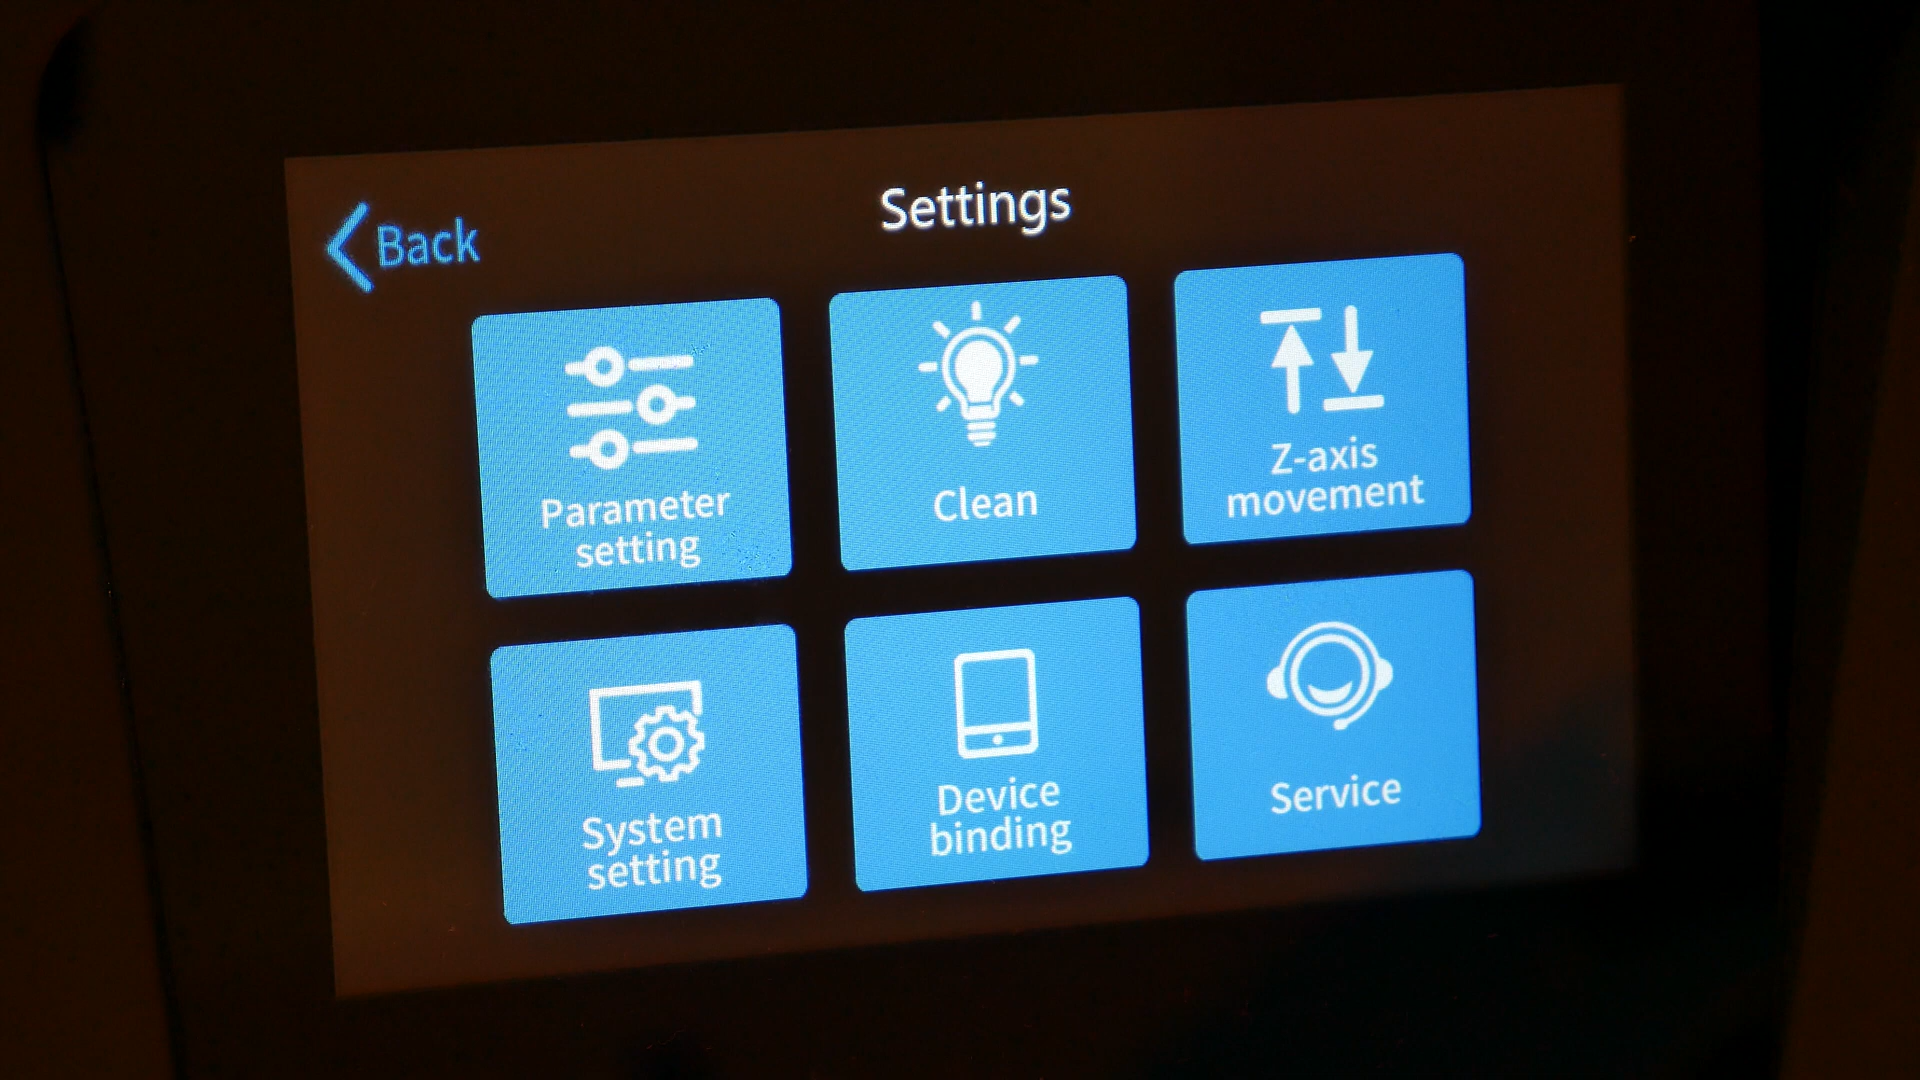 Settings
Back
Parameter
setting
Clean
Z-axis
movement
System
setting
Device
binding
Service